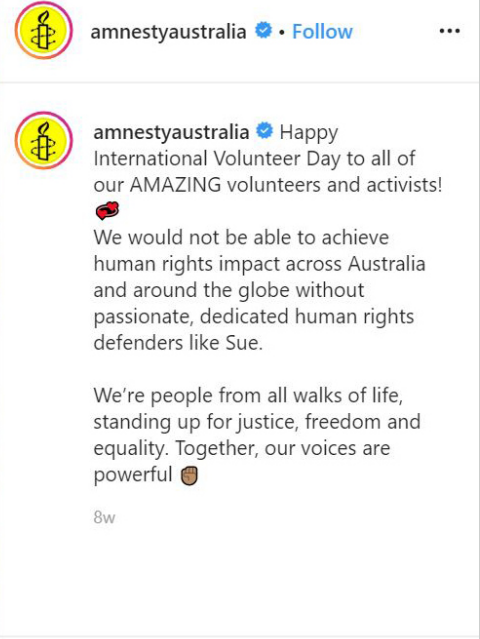 amnestyaustralia • Follow
amnestyaustralia Happy
International Volunteer Day to all of
our AMAZING volunteers and activists!
💞
We would not be able to achieve
human rights impact across Australia
and around the globe without
passionate, dedicated human rights
defenders like Sue.
We’re people from all walks of life,
standing up for justice, freedom and
equality. Together, our voices are
powerful ✊🏾
8w